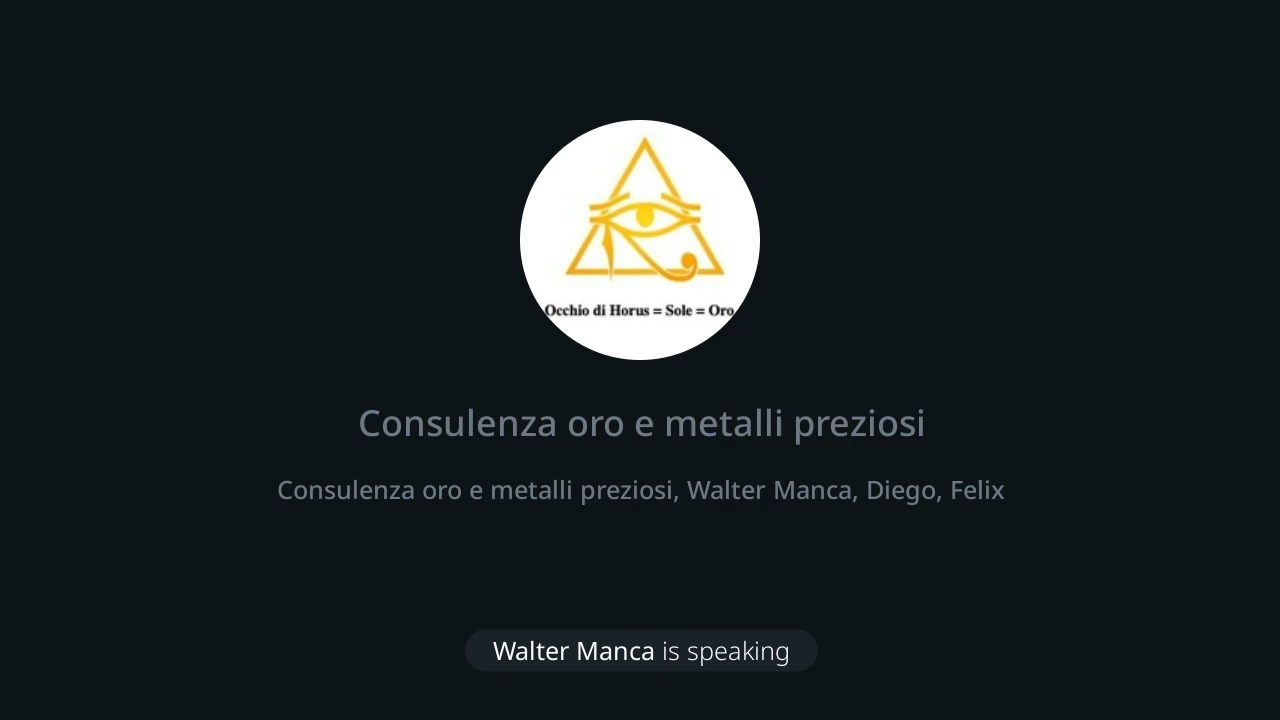 Occhio di Horus = Sole = Oro
Consulenza oro e metalli preziosi
Consulenza oro e metalli preziosi, Walter Manca, Diego, Felix
Walter Manca is speaking